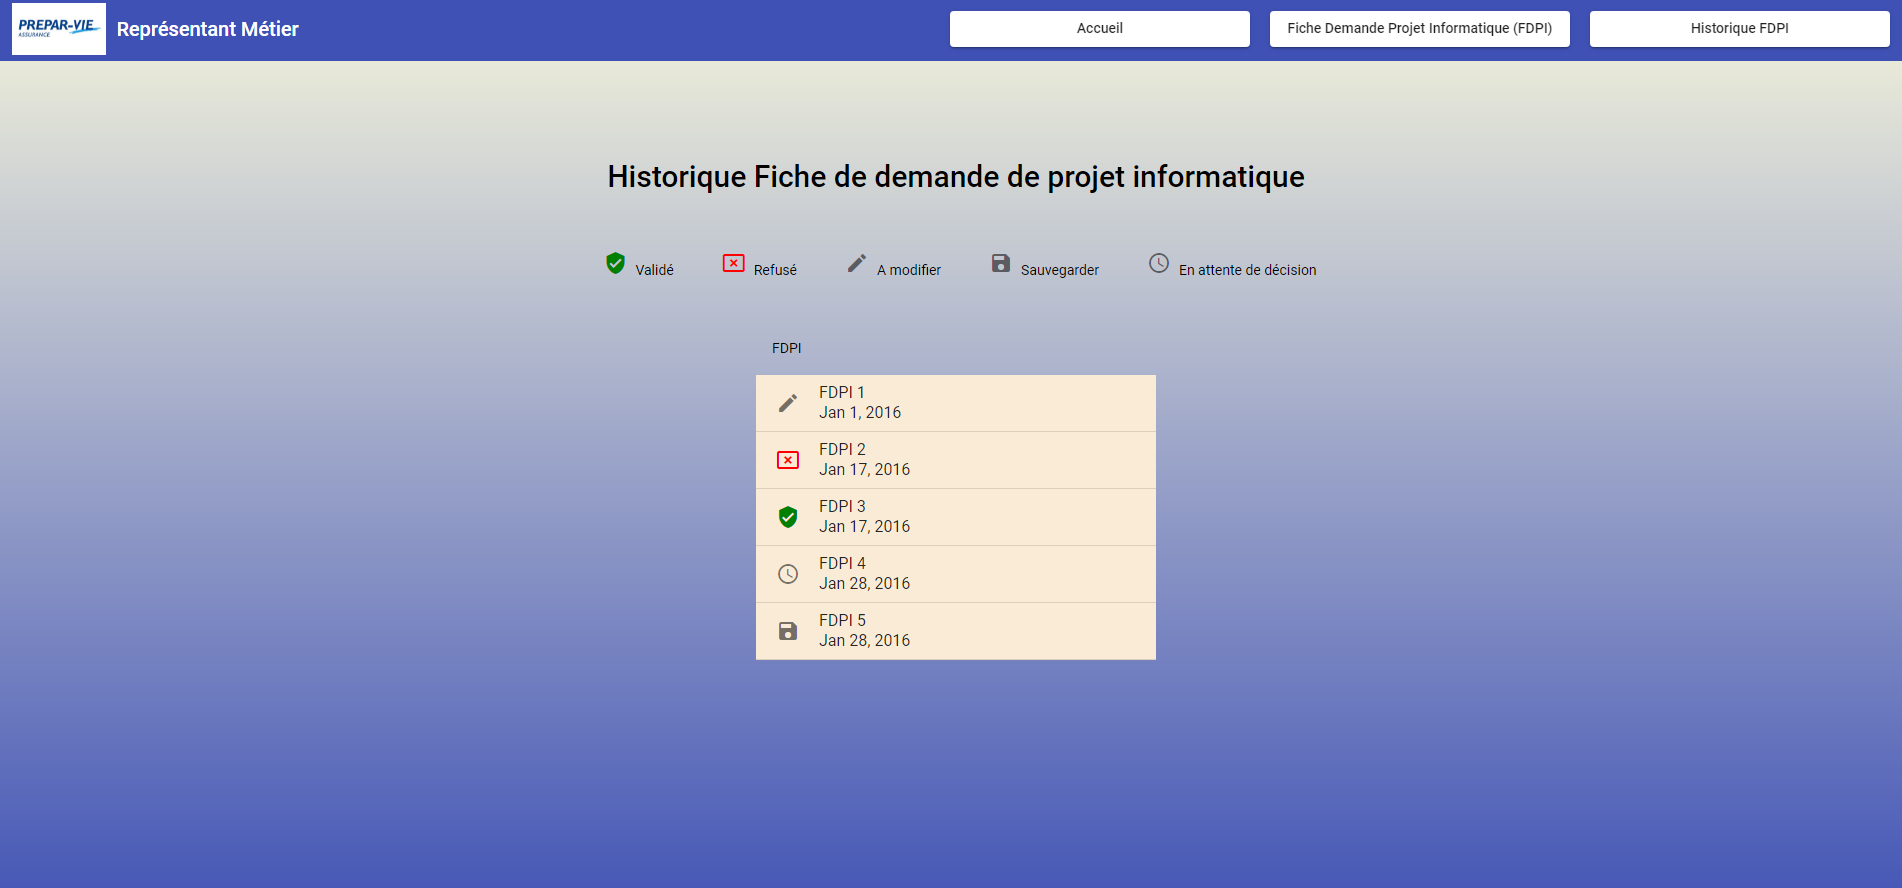 PREPAR-VIE
ASSURANCE
Représentant Métier
Accueil
Fiche Demande Projet Informatique (FDPI)
Historique FDPI
Historique Fiche de demande de projet informatique
Validé
Refusé
A modifier
Sauvegarder
En attente de décision
FDPI
FDPI 1
Jan 1, 2016
FDPI 2
Jan 17, 2016
FDPI 3
Jan 17, 2016
FDPI 4
Jan 28, 2016
FDPI 5
Jan 28, 2016